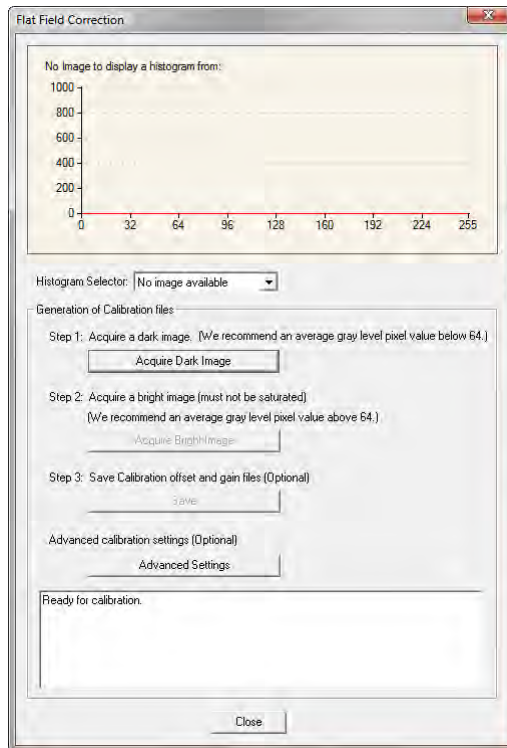 Flat Field Correction
No Image to display a histogram from:
1000
800
600
400
200
0
0 32 64 96 128 160 192 224 255
Histogram Selector: No image available
Generation of Calibration files
Step 1: Acquire a dark image. (We recommend an average gray level pixel value below 64.)
Acquire Dark Image
Step 2: Acquire a bright image (must not be saturated)
(We recommend an average gray level pixel value above 64.)
Acquire BrightImage
Step 3: Save Calibration offset and gain files (Optional)
Save
Advanced calibration settings (Optional)
Advanced Settings
Ready for calibration.
Close